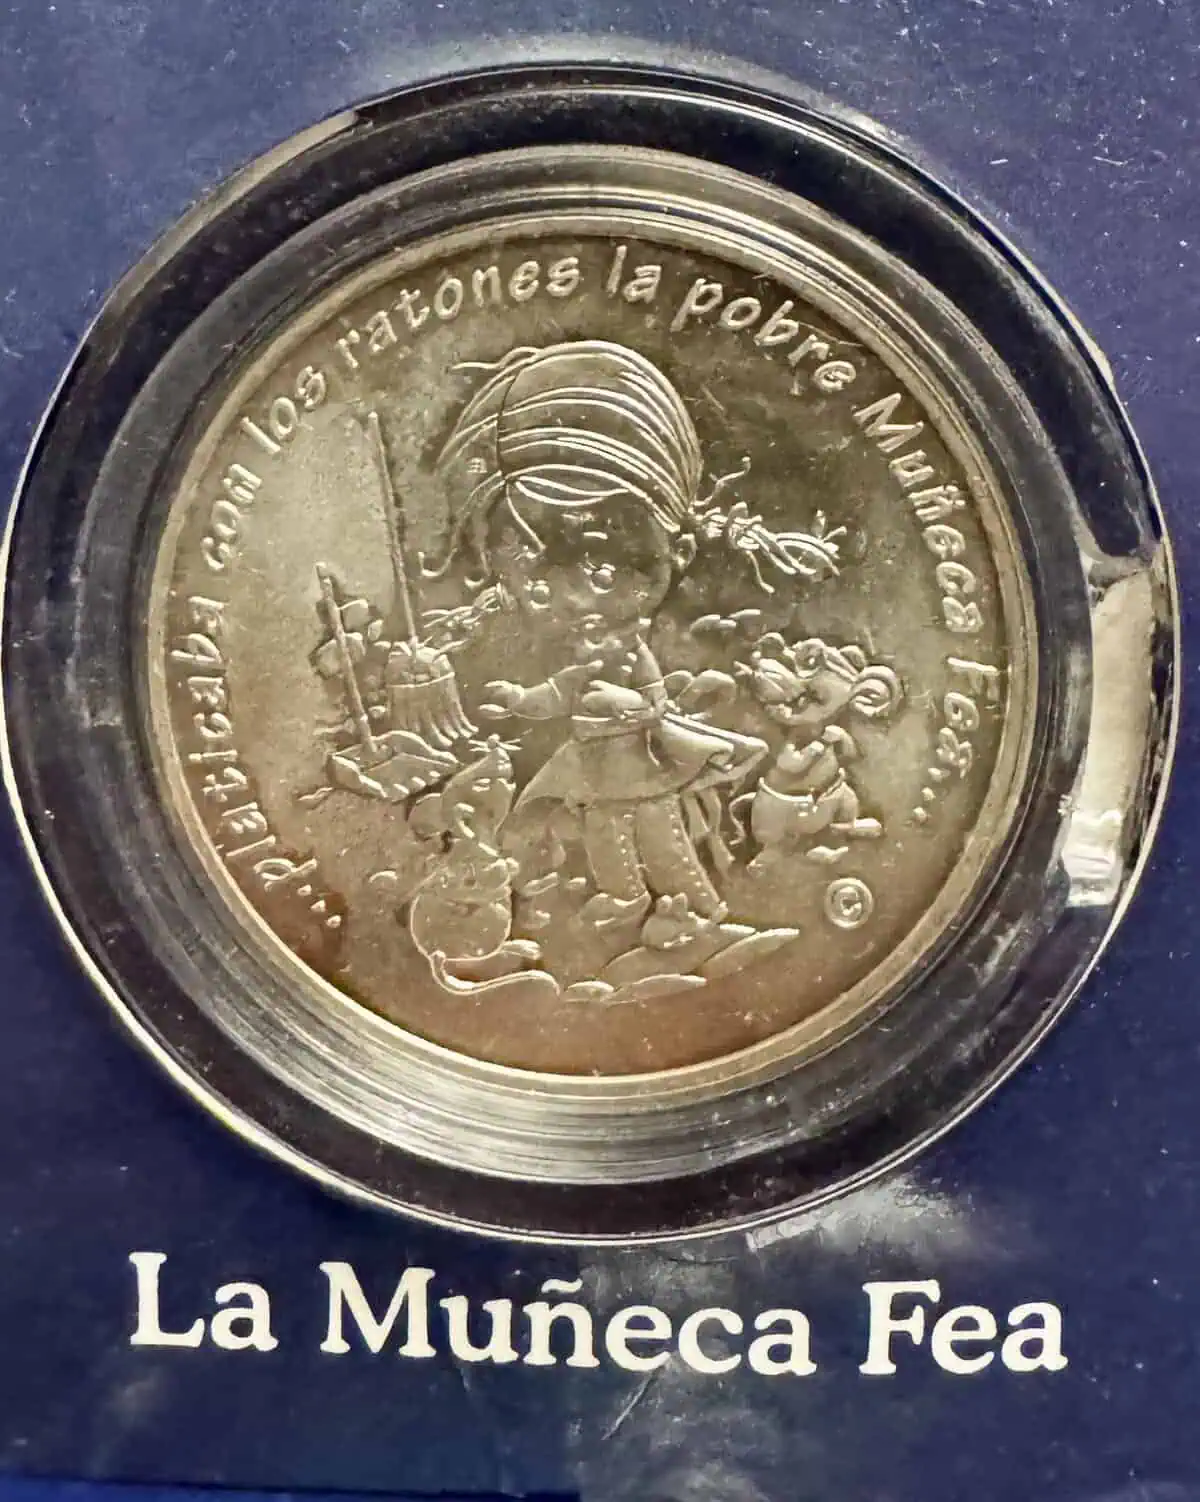 ...platicaba con los ratones la pobre Muñeca Fea...
©
La Muñeca Fea